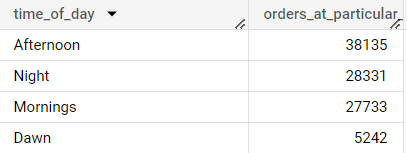 time_of_day orders_at_particular_
Afternoon 38135
Night 28331
Mornings 27733
Dawn 5242